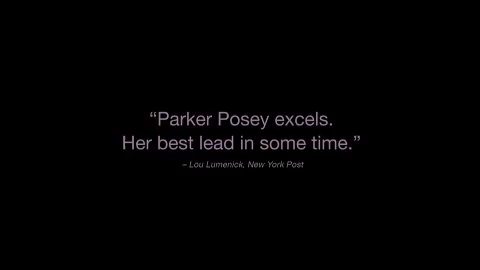 “Parker Posey excels.
Her best lead in some time.”
– Lou Lumenick, New York Post